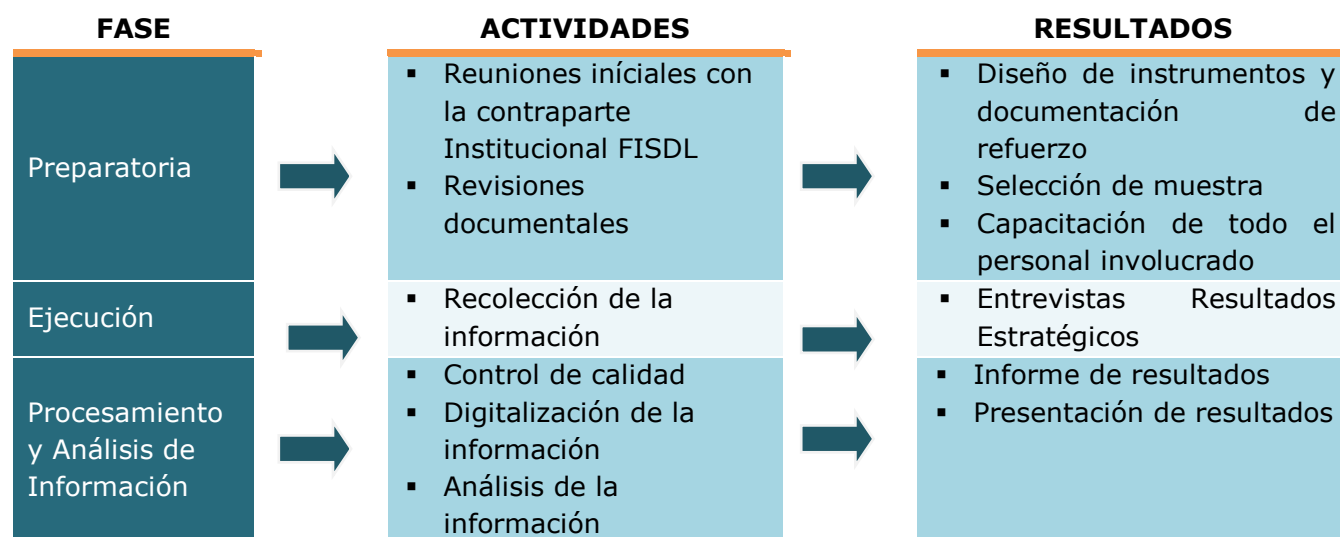 FASE
ACTIVIDADES
RESULTADOS
Preparatoria
▪ Reuniones iníciales con
la contraparte
Institucional FISDL
▪ Revisiones
documentales
▪ Diseño de instrumentos y
documentación de
refuerzo
▪ Selección de muestra
▪ Capacitación de todo el
personal involucrado
Ejecución
▪ Recolección de la
información
▪ Entrevistas Resultados
Estratégicos
Procesamiento
y Análisis de
Información
▪ Control de calidad
▪ Digitalización de la
información
▪ Análisis de la
información
▪ Informe de resultados
▪ Presentación de resultados